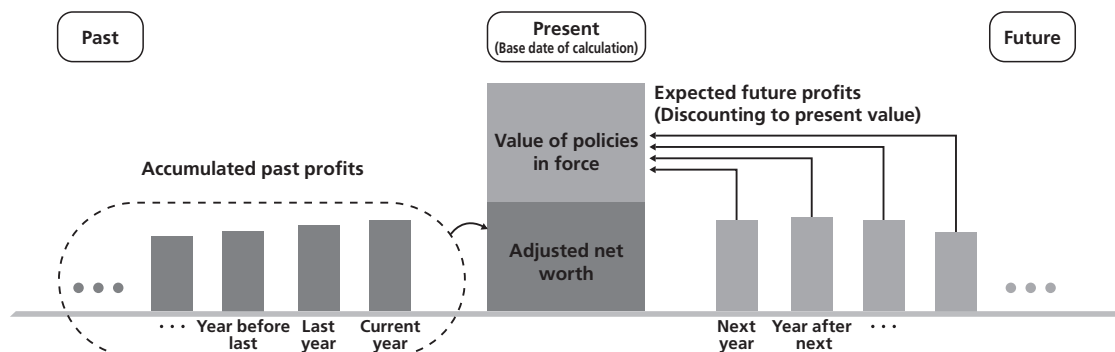 Past
Present
(Base date of calculation)
Future
Expected future profits
(Discounting to present value)
Value of policies
in force
Accumulated past profits
Adjusted net
worth
• • •
Year before
last
Last
year
Current
year
Next
year
Year after
next
• • •